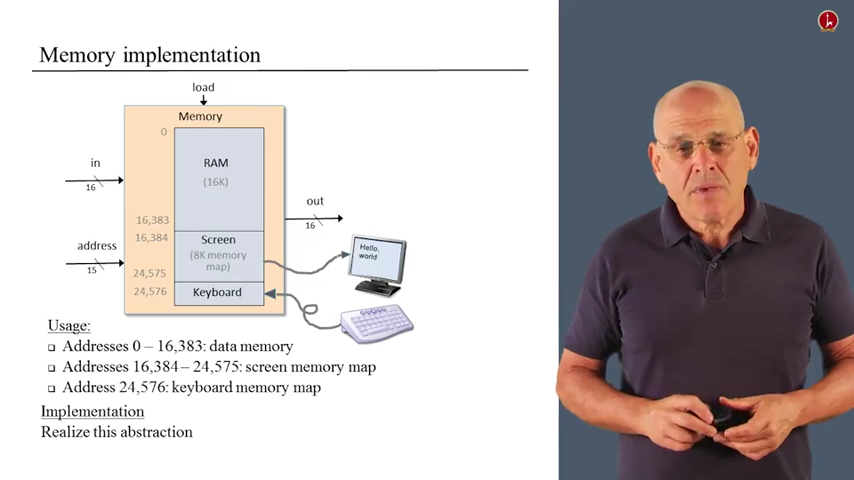 Memory implementation
load
Memory
0
RAM
(16K)
in
16
out
16
16,383
16,384
Screen
(8K memory
map)
address
15
24,575
24,576
Keyboard
Hello,
world
Usage:
Addresses 0 – 16,383: data memory
Addresses 16,384 – 24,575: screen memory map
Address 24,576: keyboard memory map
Implementation
Realize this abstraction